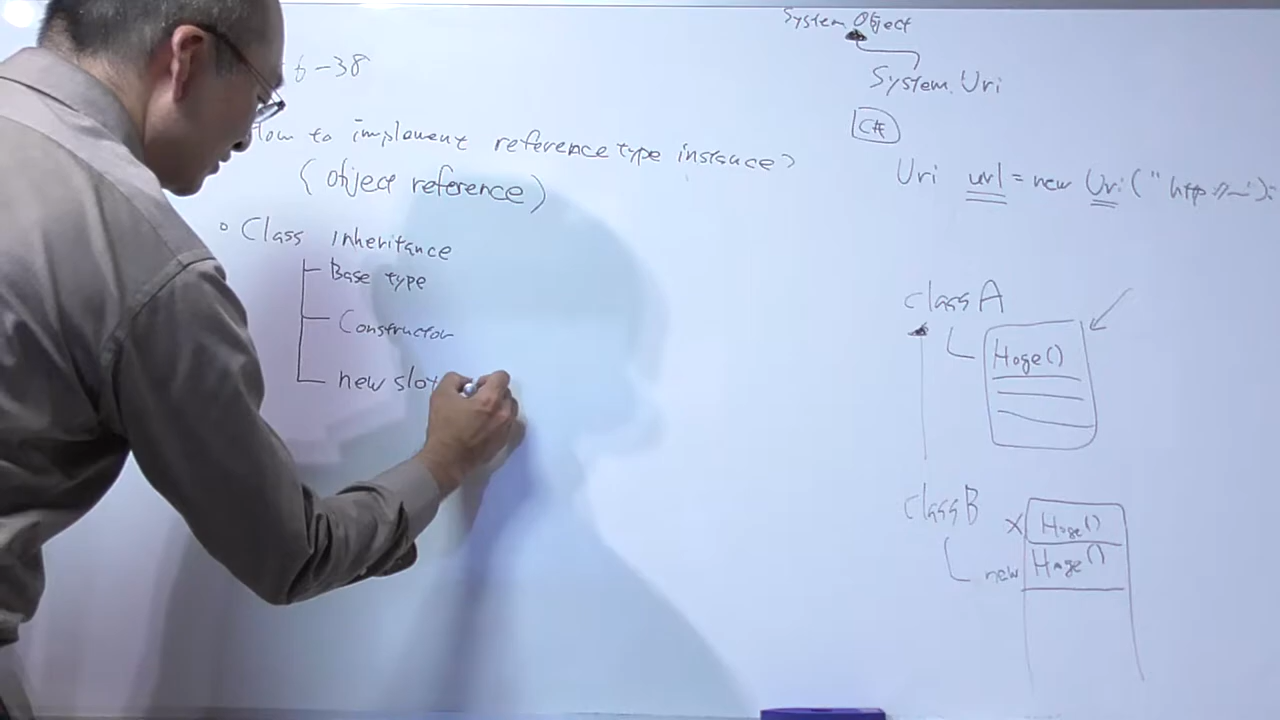 6-38
How to implement reference type instance>
(object reference)
○ Class inheritance
Base type
Constructor
new slot
System.Object
System.Uri
C#
Uri url = new Uri("http://~");
class A
Hoge()
class B
x Hoge()
new Hoge()